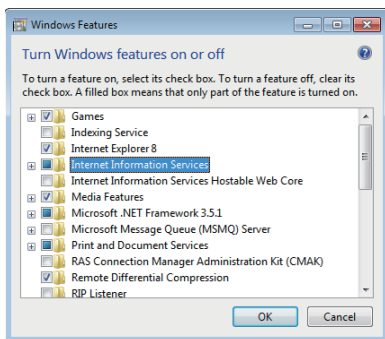 Windows Features
Turn Windows features on or off
To turn a feature on, select its check box. To turn a feature off, clear its
check box. A filled box means that only part of the feature is turned on.
Games
Indexing Service
Internet Explorer 8
Internet Information Services
Internet Information Services Hostable Web Core
Media Features
Microsoft .NET Framework 3.5.1
Microsoft Message Queue (MSMQ) Server
Print and Document Services
RAS Connection Manager Administration Kit (CMAK)
Remote Differential Compression
RIP Listener
OK Cancel